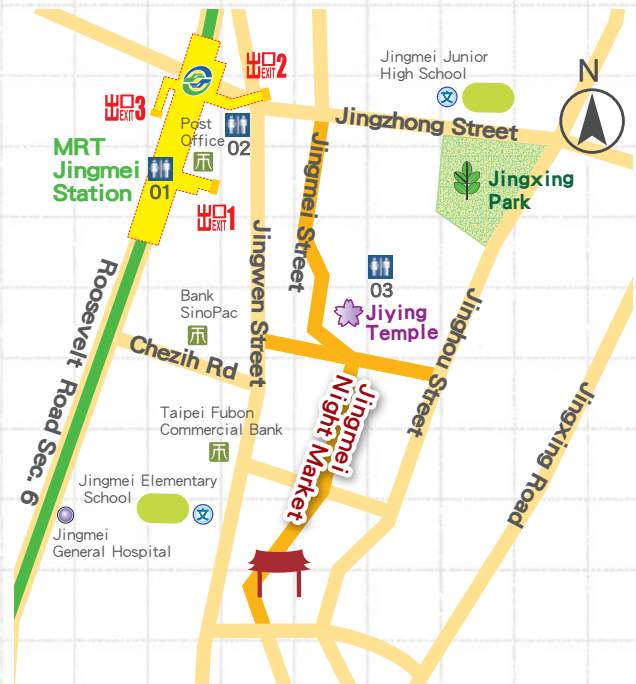 出口2
EXIT
Jingmei Junior
High School
文
N
出口3
EXIT
Post
Office
02
Jingzhong Street
MRT
Jingmei
Station
01
Jingmei Street
Jingxing
Park
出口1
EXIT
Jingwen Street
03
Roosevelt Road Sec. 6
Bank
SinoPac
Jiying
Temple
Jinghou Street
Chezih Rd
Taipei Fubon
Commercial Bank
Jingmei
Night Market
Jingxing Road
Jingmei Elementary
School
文
Jingmei
General Hospital